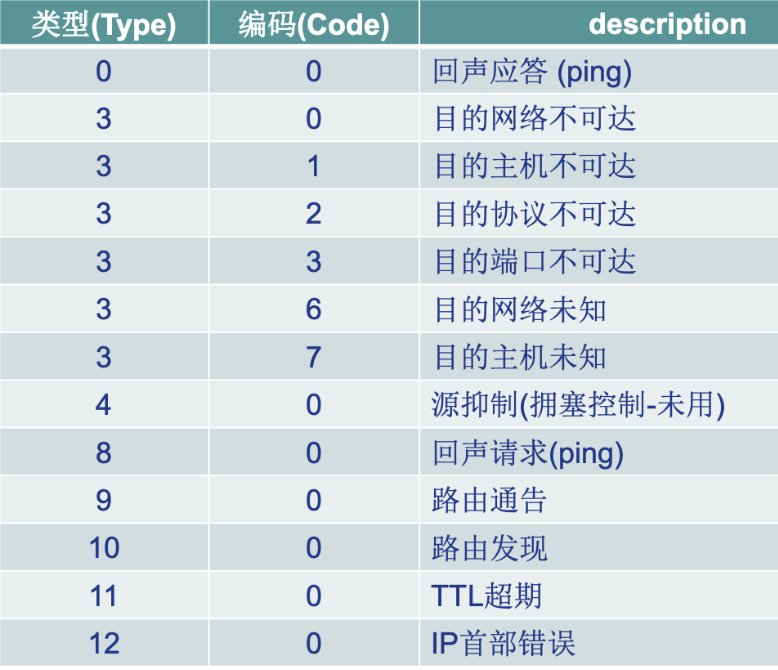 类型(Type) 编码(Code) description
0 0 回声应答 (ping)
3 0 目的网络不可达
3 1 目的主机不可达
3 2 目的协议不可达
3 3 目的端口不可达
3 6 目的网络未知
3 7 目的主机未知
4 0 源抑制(拥塞控制-未用)
8 0 回声请求(ping)
9 0 路由通告
10 0 路由发现
11 0 TTL超期
12 0 IP首部错误